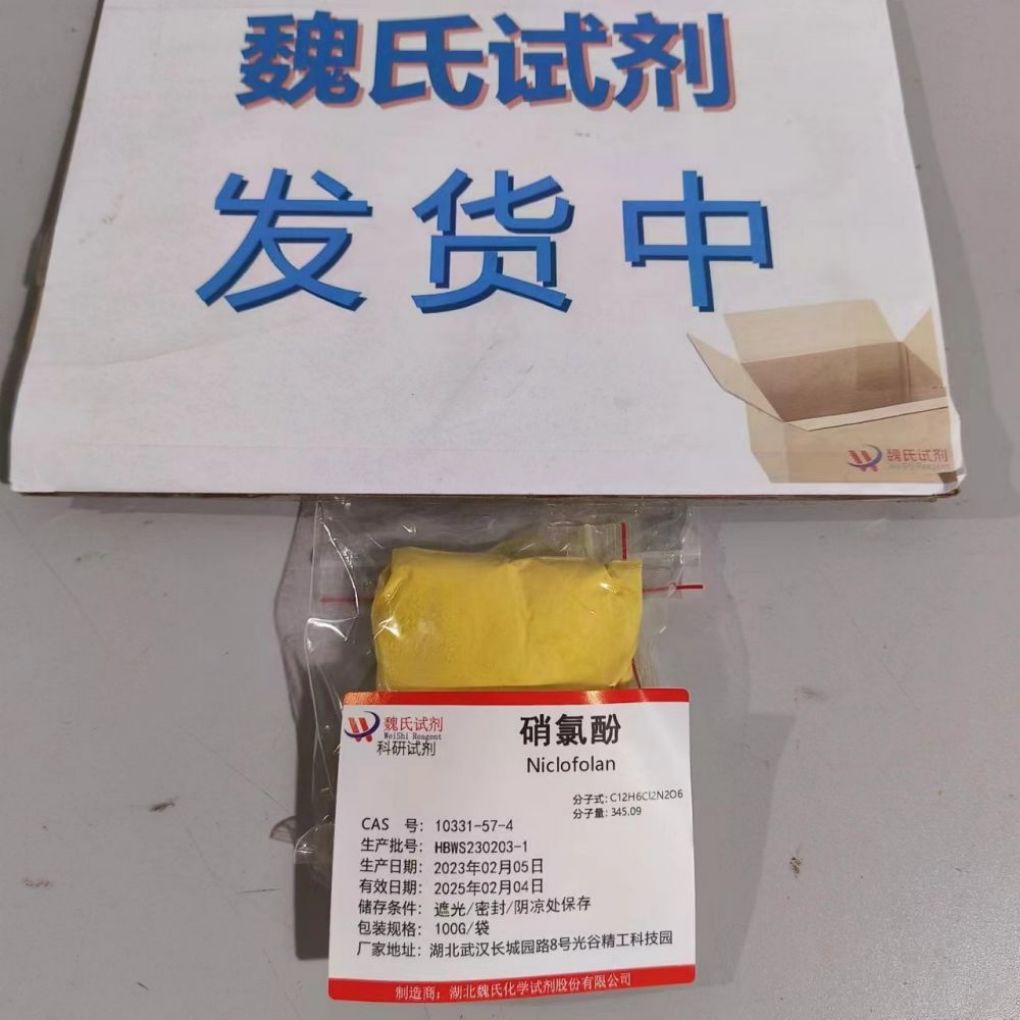 魏氏试剂
发货中
魏氏试剂
WeiShi Reagent
魏氏试剂
WeiShi Reagent
科研试剂
硝氯酚
Niclofolan
分子式: C12H6Cl2N2O6
分子量: 345.09
CAS 号: 10331-57-4
生产批号: HBWS230203-1
生产日期: 2023年02月05日
有效日期: 2025年02月04日
储存条件: 遮光/密封/阴凉处保存
包装规格: 100G/袋
厂家地址: 湖北武汉长城园路8号光谷精工科技园
制造商: 湖北魏氏化学试剂股份有限公司